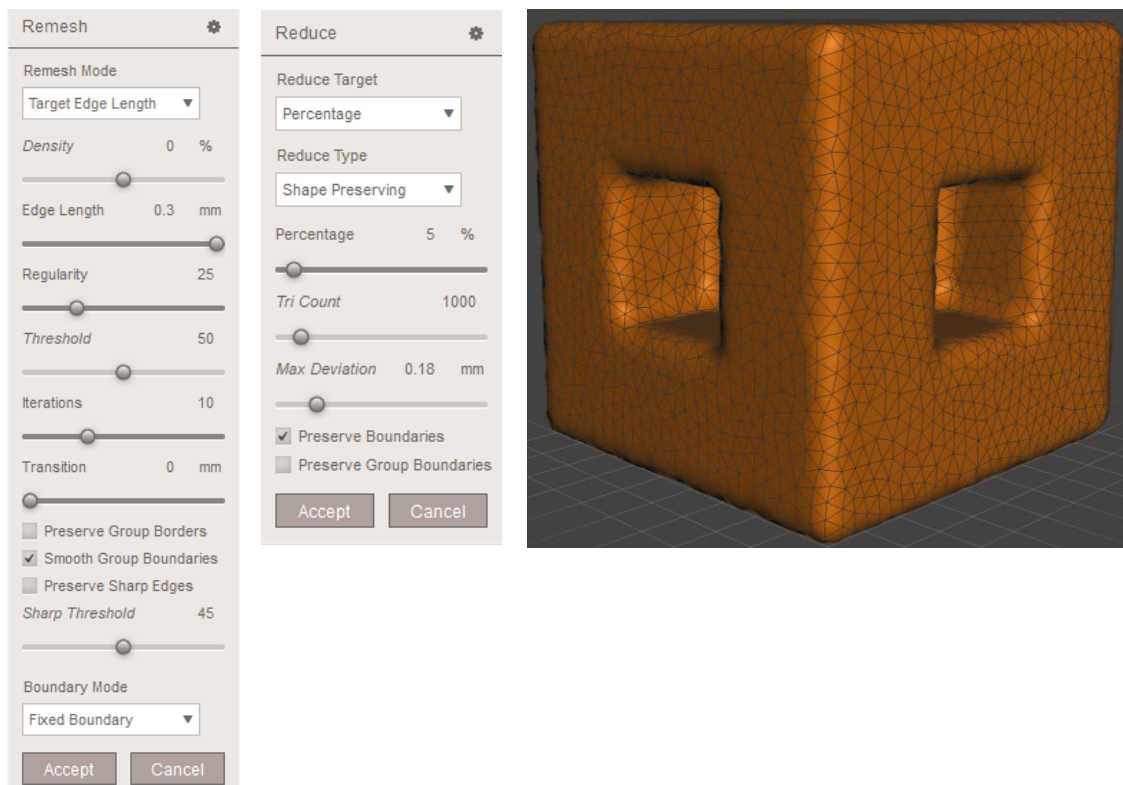 Remesh
Remesh Mode
Target Edge Length
Density 0 %
Edge Length 0.3 mm
Regularity 25
Threshold 50
Iterations 10
Transition 0 mm
Preserve Group Borders
Smooth Group Boundaries
Preserve Sharp Edges
Sharp Threshold 45
Boundary Mode
Fixed Boundary
Accept Cancel
Reduce
Reduce Target
Percentage
Reduce Type
Shape Preserving
Percentage 5 %
Tri Count 1000
Max Deviation 0.18 mm
Preserve Boundaries
Preserve Group Boundaries
Accept Cancel